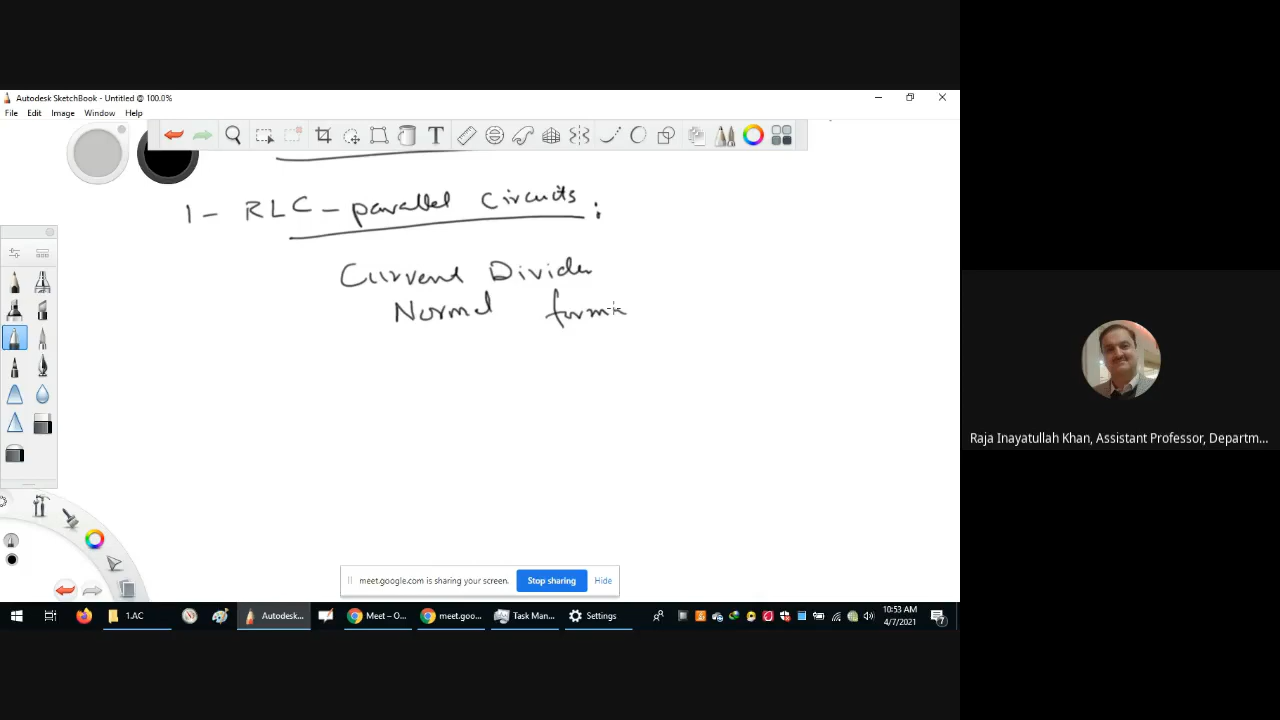 Autodesk SketchBook - Untitled @ 100.0%
File Edit Image Window Help
T
1 - RLC - parallel Circuits :
Current Divider
Normal form
Raja Inayatullah Khan, Assistant Professor, Departm...
meet.google.com is sharing your screen. Stop sharing Hide
1.AC Autodesk... Meet – O... meet.goo... Task Man... Settings
10:53 AM
4/7/2021
7